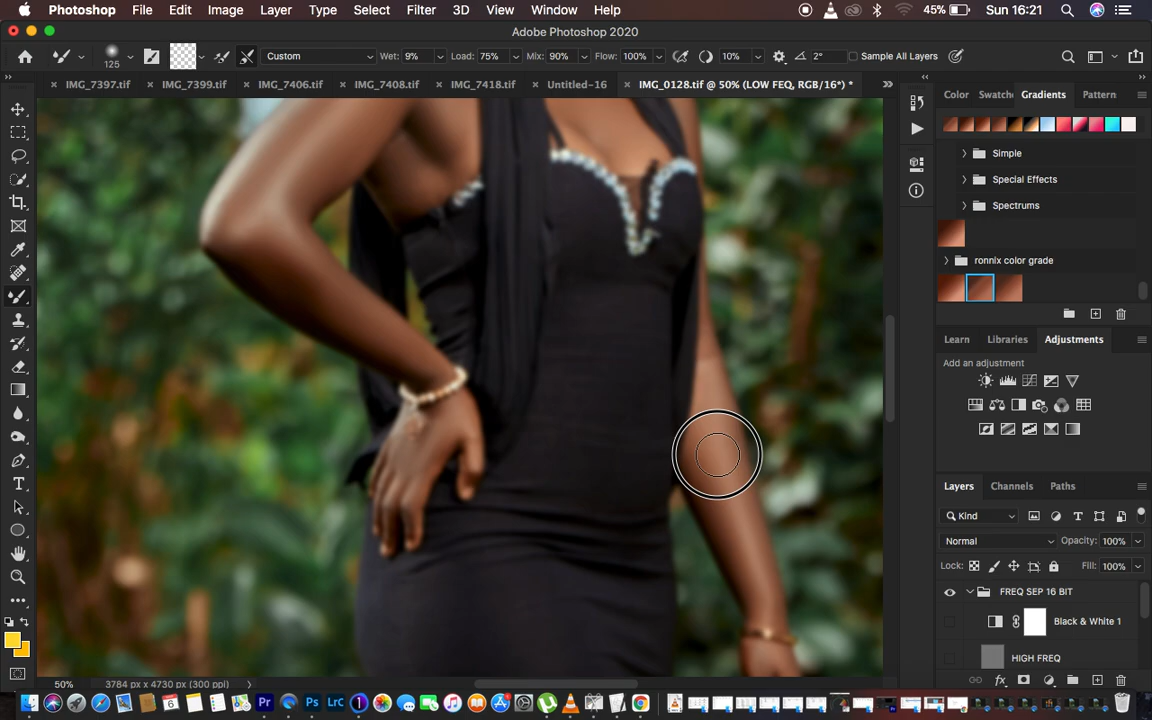 Photoshop File Edit Image Layer Type Select Filter 3D View Window Help 45% Sun 16:21
Adobe Photoshop 2020
125 Custom Wet: 9% Load: 75% Mix: 90% Flow: 100% 10% 2° Sample All Layers
IMG_7397.tif IMG_7399.tif IMG_7406.tif IMG_7408.tif IMG_7418.tif Untitled-16 IMG_0128.tif @ 50% (LOW FEQ, RGB/16*) *
Color Swatche Gradients Pattern
Simple
Special Effects
Spectrums
ronnix color grade
Learn Libraries Adjustments
Add an adjustment
Layers Channels Paths
Kind
Normal Opacity: 100%
Lock: Fill: 100%
FREQ SEP 16 BIT
Black & White 1
HIGH FREQ
50% 3784 px x 4730 px (300 ppi)
Pr Ps LrC